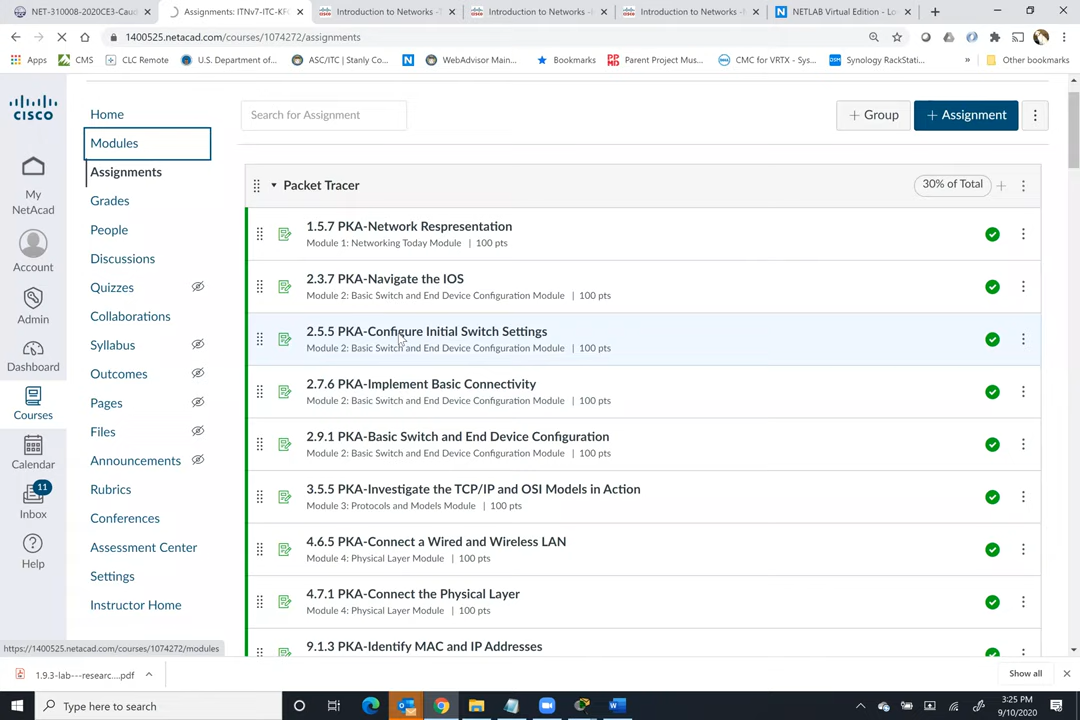 NET-310008-2020CE3-Caud
Assignments: ITNv7-ITC-KFC
Introduction to Networks -
Introduction to Networks -
Introduction to Networks -
NETLAB Virtual Edition - Lo
1400525.netacad.com/courses/1074272/assignments
Apps
CMS
CLC Remote
U.S. Department of...
ASC/ITC | Stanly Co...
WebAdvisor Main...
Bookmarks
Parent Project Mus...
CMC for VRTX - Sys...
Synology RackStati...
»
Other bookmarks
CISCO
My NetAcad
Account
Admin
Dashboard
Courses
Calendar
11
Inbox
Help
Home
Modules
Assignments
Grades
People
Discussions
Quizzes
Collaborations
Syllabus
Outcomes
Pages
Files
Announcements
Rubrics
Conferences
Assessment Center
Settings
Instructor Home
Search for Assignment
+ Group
+ Assignment
Packet Tracer
30% of Total
1.5.7 PKA-Network Respresentation
Module 1: Networking Today Module | 100 pts
2.3.7 PKA-Navigate the IOS
Module 2: Basic Switch and End Device Configuration Module | 100 pts
2.5.5 PKA-Configure Initial Switch Settings
Module 2: Basic Switch and End Device Configuration Module | 100 pts
2.7.6 PKA-Implement Basic Connectivity
Module 2: Basic Switch and End Device Configuration Module | 100 pts
2.9.1 PKA-Basic Switch and End Device Configuration
Module 2: Basic Switch and End Device Configuration Module | 100 pts
3.5.5 PKA-Investigate the TCP/IP and OSI Models in Action
Module 3: Protocols and Models Module | 100 pts
4.6.5 PKA-Connect a Wired and Wireless LAN
Module 4: Physical Layer Module | 100 pts
4.7.1 PKA-Connect the Physical Layer
Module 4: Physical Layer Module | 100 pts
9.1.3 PKA-Identify MAC and IP Addresses
https://1400525.netacad.com/courses/1074272/modules
1.9.3-lab---researc....pdf
Show all
Type here to search
3:25 PM
9/10/2020